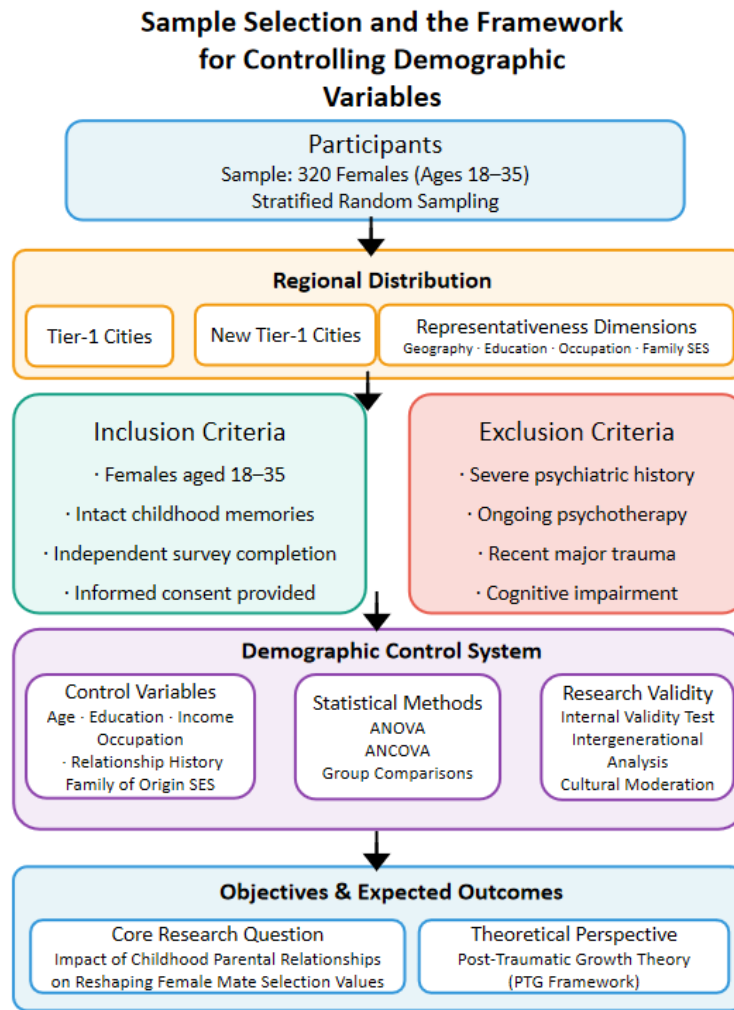 Sample Selection and the Framework
for Controlling Demographic
Variables
Participants
Sample: 320 Females (Ages 18–35)
Stratified Random Sampling
Regional Distribution
Tier-1 Cities
New Tier-1 Cities
Representativeness Dimensions
Geography · Education · Occupation · Family SES
Inclusion Criteria
· Females aged 18–35
· Intact childhood memories
· Independent survey completion
· Informed consent provided
Exclusion Criteria
· Severe psychiatric history
· Ongoing psychotherapy
· Recent major trauma
· Cognitive impairment
Demographic Control System
Control Variables
Age · Education · Income
Occupation
· Relationship History
Family of Origin SES
Statistical Methods
ANOVA
ANCOVA
Group Comparisons
Research Validity
Internal Validity Test
Intergenerational
Analysis
Cultural Moderation
Objectives & Expected Outcomes
Core Research Question
Impact of Childhood Parental Relationships
on Reshaping Female Mate Selection Values
Theoretical Perspective
Post-Traumatic Growth Theory
(PTG Framework)